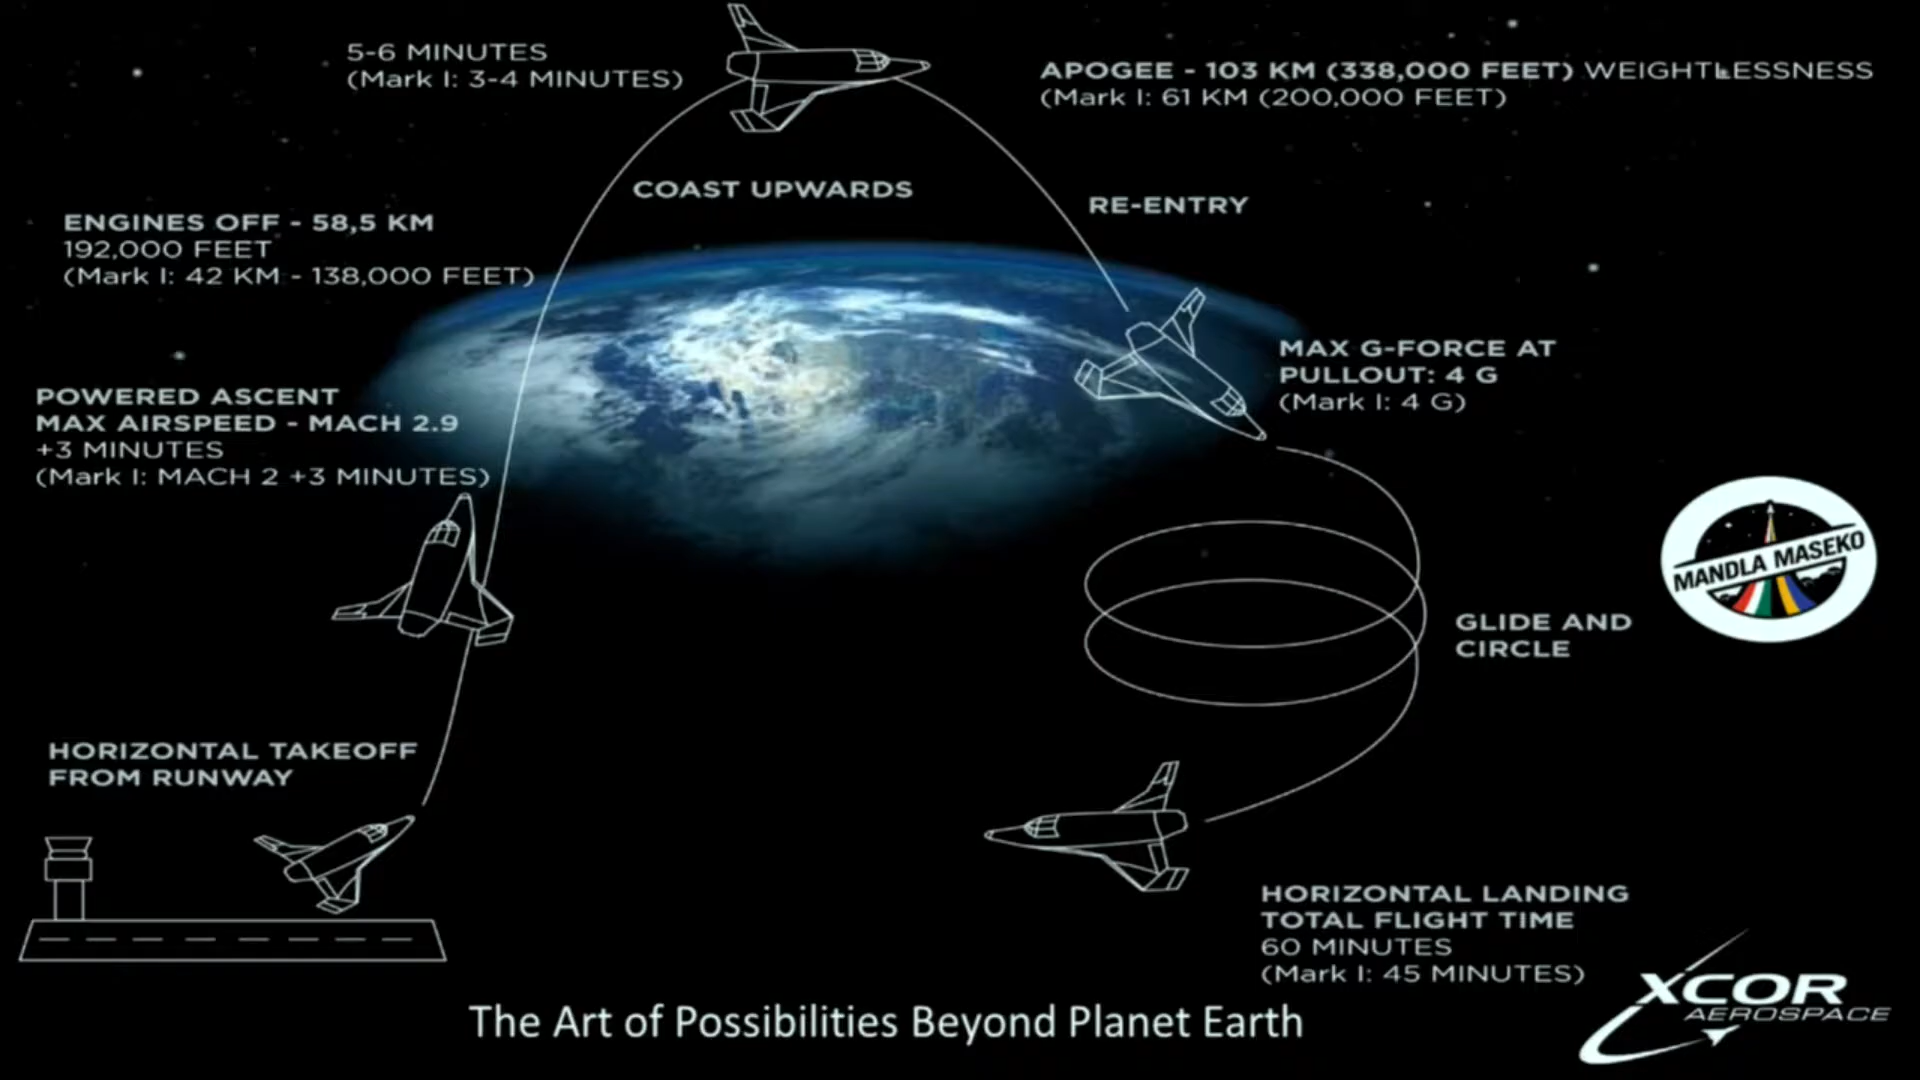 5-6 MINUTES
(Mark I: 3-4 MINUTES)
APOGEE - 103 KM (338,000 FEET) WEIGHTLESSNESS
(Mark I: 61 KM (200,000 FEET)
COAST UPWARDS
RE-ENTRY
ENGINES OFF - 58,5 KM
192,000 FEET
(Mark I: 42 KM - 138,000 FEET)
MAX G-FORCE AT
PULLOUT: 4 G
(Mark I: 4 G)
POWERED ASCENT
MAX AIRSPEED - MACH 2.9
+3 MINUTES
(Mark I: MACH 2 +3 MINUTES)
MANDLA MASEKO
GLIDE AND
CIRCLE
HORIZONTAL TAKEOFF
FROM RUNWAY
HORIZONTAL LANDING
TOTAL FLIGHT TIME
60 MINUTES
(Mark I: 45 MINUTES)
XCOR
AEROSPACE
The Art of Possibilities Beyond Planet Earth